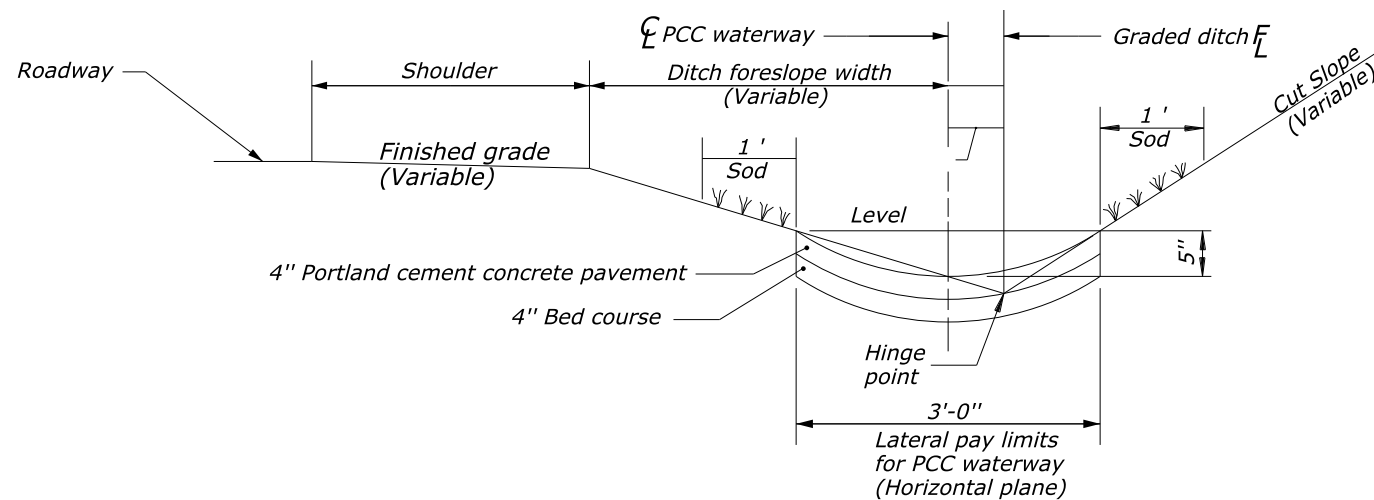 ℄ PCC waterway
Graded ditch FL
Roadway
Shoulder
Ditch foreslope width
(Variable)
Cut Slope
(Variable)
1 '
Sod
1 '
Sod
Finished grade
(Variable)
Level
5"
4" Portland cement concrete pavement
4" Bed course
Hinge
point
3'-0"
Lateral pay limits
for PCC waterway
(Horizontal plane)